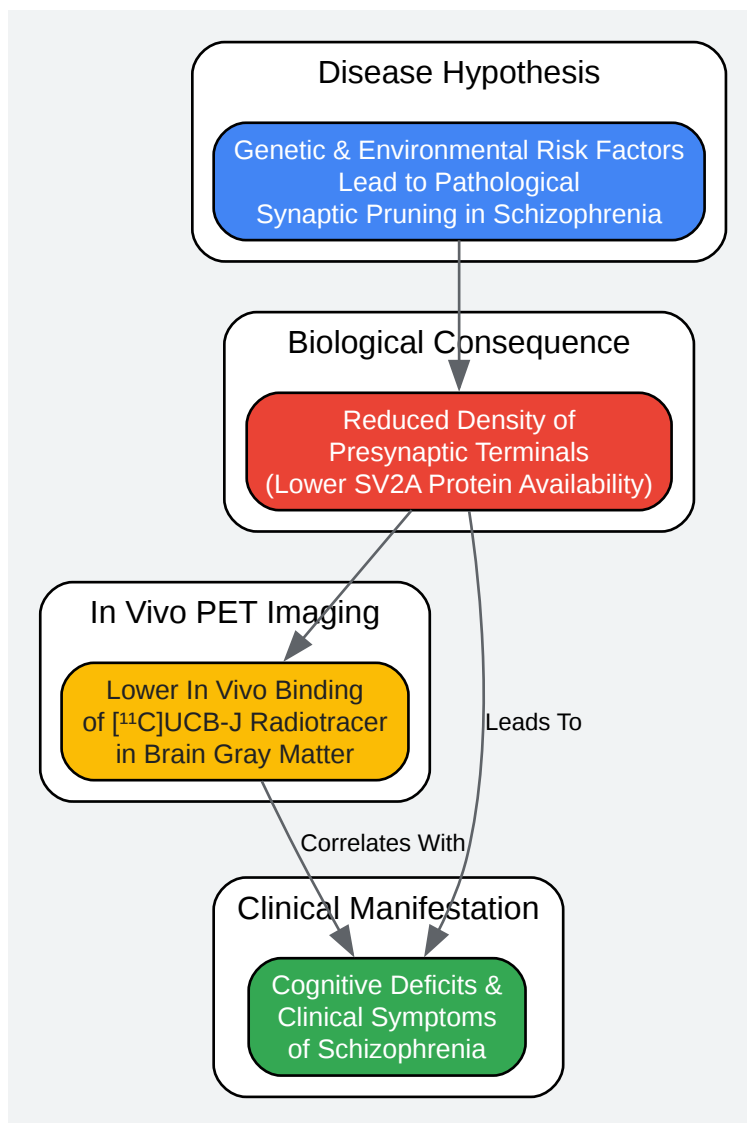 Disease Hypothesis
Genetic & Environmental Risk Factors
Lead to Pathological
Synaptic Pruning in Schizophrenia
Biological Consequence
Reduced Density of
Presynaptic Terminals
(Lower SV2A Protein Availability)
In Vivo PET Imaging
Lower In Vivo Binding
of [¹¹C]UCB-J Radiotracer
in Brain Gray Matter
Leads To
Correlates With
Clinical Manifestation
Cognitive Deficits &
Clinical Symptoms
of Schizophrenia